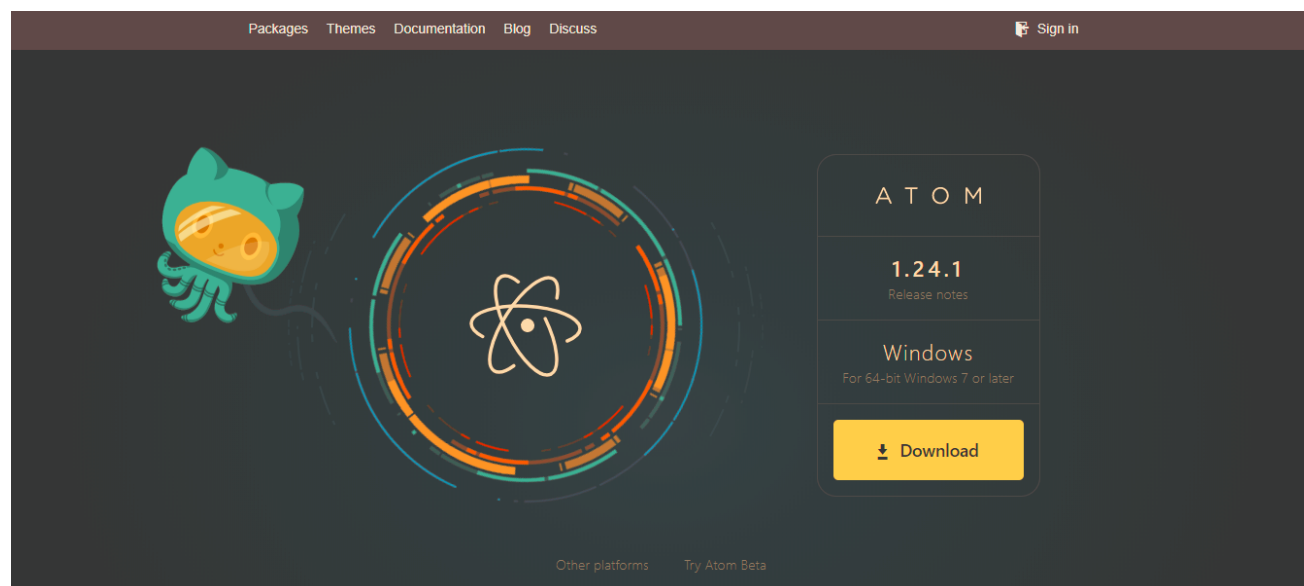 Packages Themes Documentation Blog Discuss Sign in
ATOM
1.24.1
Release notes
Windows
For 64-bit Windows 7 or later
Download
Other platforms Try Atom Beta